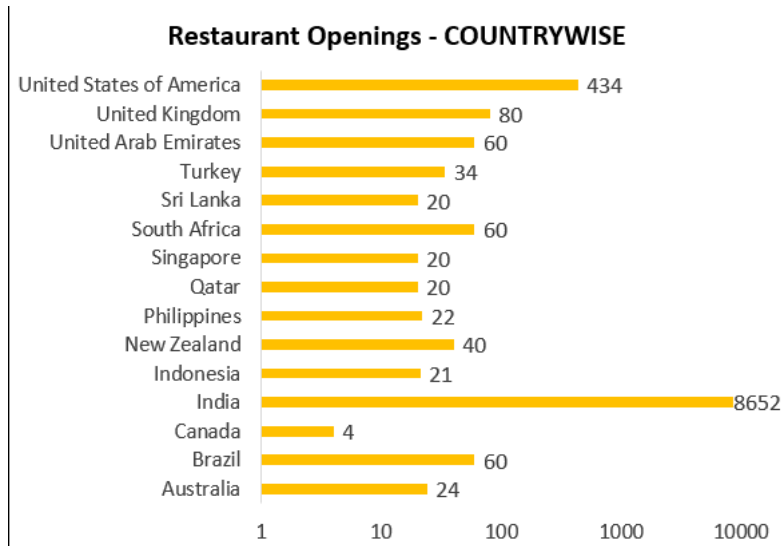 Restaurant Openings - COUNTRYWISE
United States of America 434
United Kingdom 80
United Arab Emirates 60
Turkey 34
Sri Lanka 20
South Africa 60
Singapore 20
Qatar 20
Philippines 22
New Zealand 40
Indonesia 21
India 8652
Canada 4
Brazil 60
Australia 24
1 10 100 1000 10000